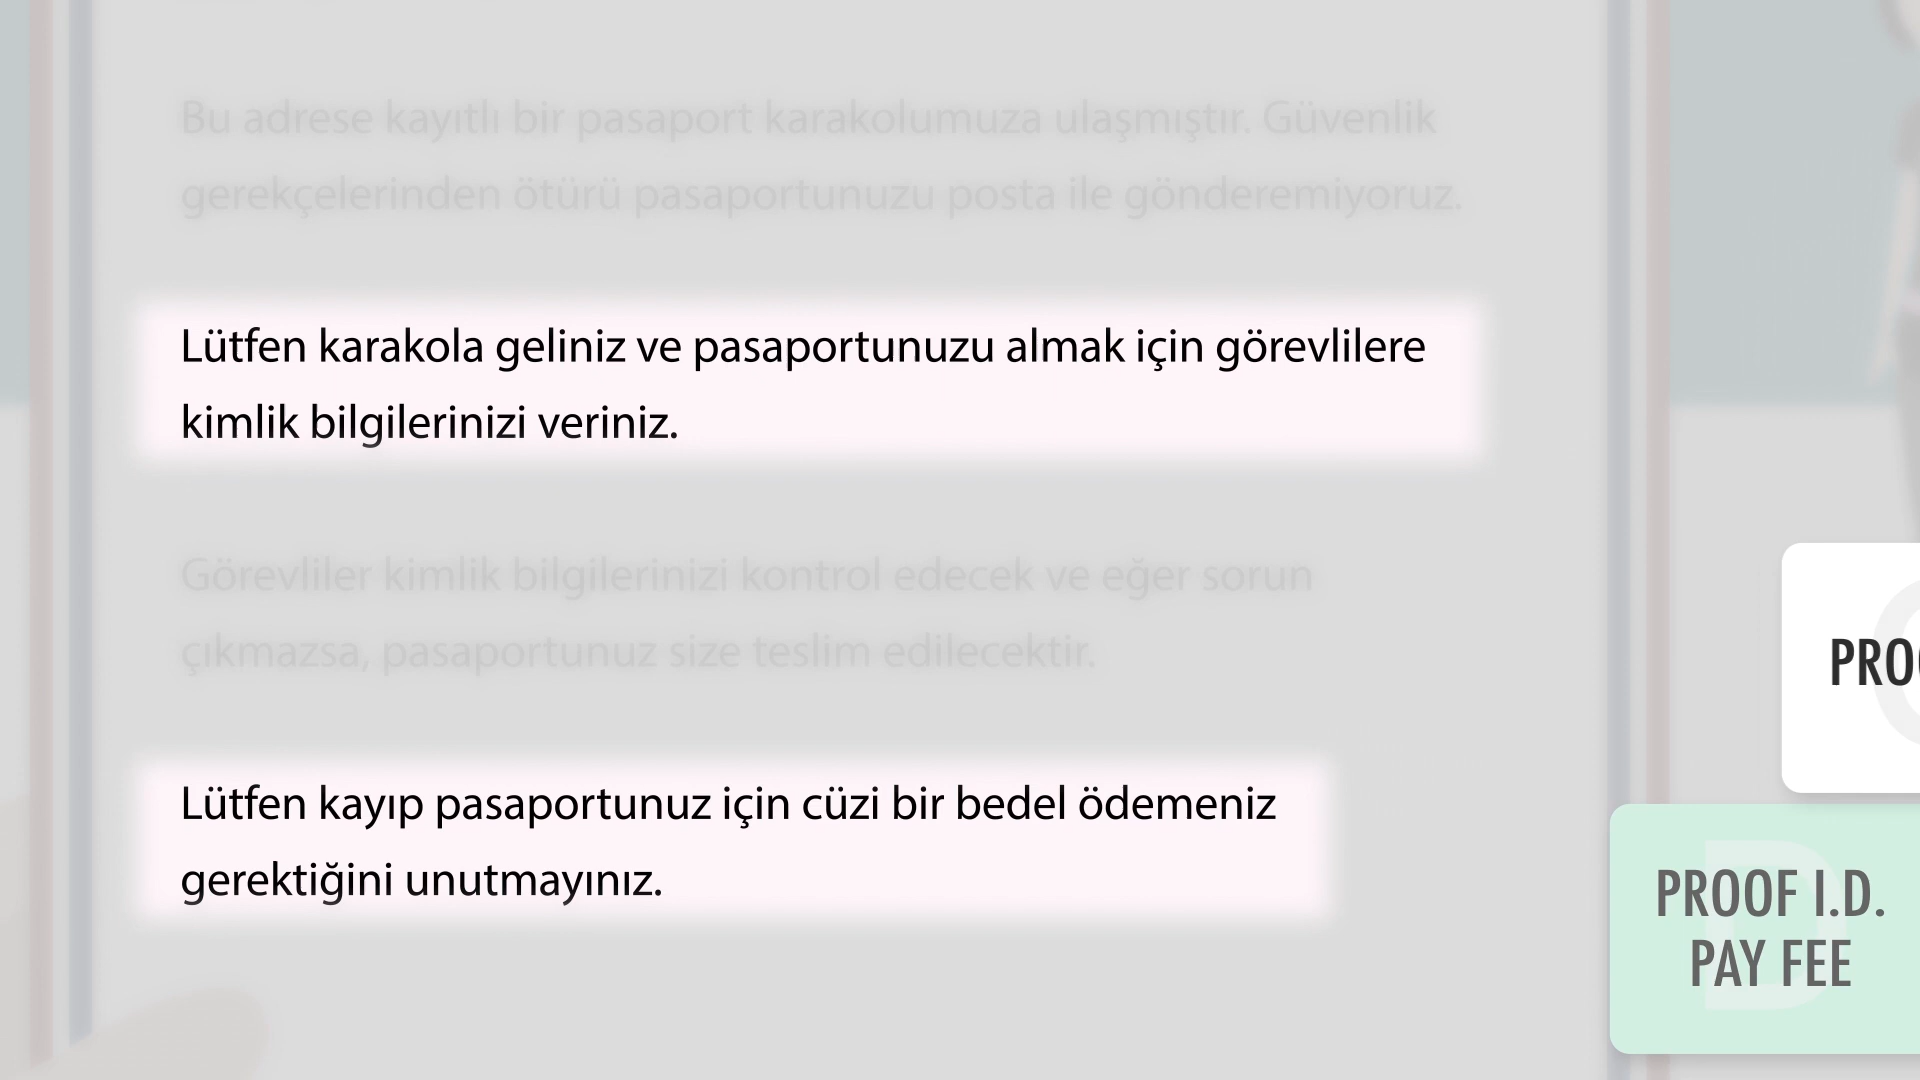 Bu adrese kayıtlı bir pasaport karakolumuza ulaşmıştır. Güvenlik
gerekçelerinden ötürü pasaportunuzu posta ile gönderemiyoruz.
Lütfen karakola geliniz ve pasaportunuzu almak için görevlilere
kimlik bilgilerinizi veriniz.
Görevliler kimlik bilgilerinizi kontrol edecek ve eğer sorun
çıkmazsa, pasaportunuz size teslim edilecektir.
Lütfen kayıp pasaportunuz için cüzi bir bedel ödemeniz
gerektiğini unutmayınız.
D
PROOF I.D.
PAY FEE